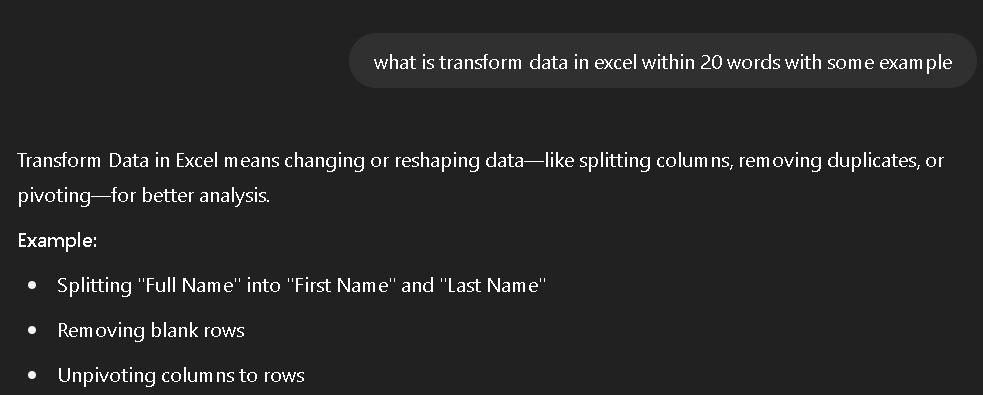 what is transform data in excel within 20 words with some example
Transform Data in Excel means changing or reshaping data—like splitting columns, removing duplicates, or
pivoting—for better analysis.
Example:
Splitting "Full Name" into "First Name" and "Last Name"
Removing blank rows
Unpivoting columns to rows